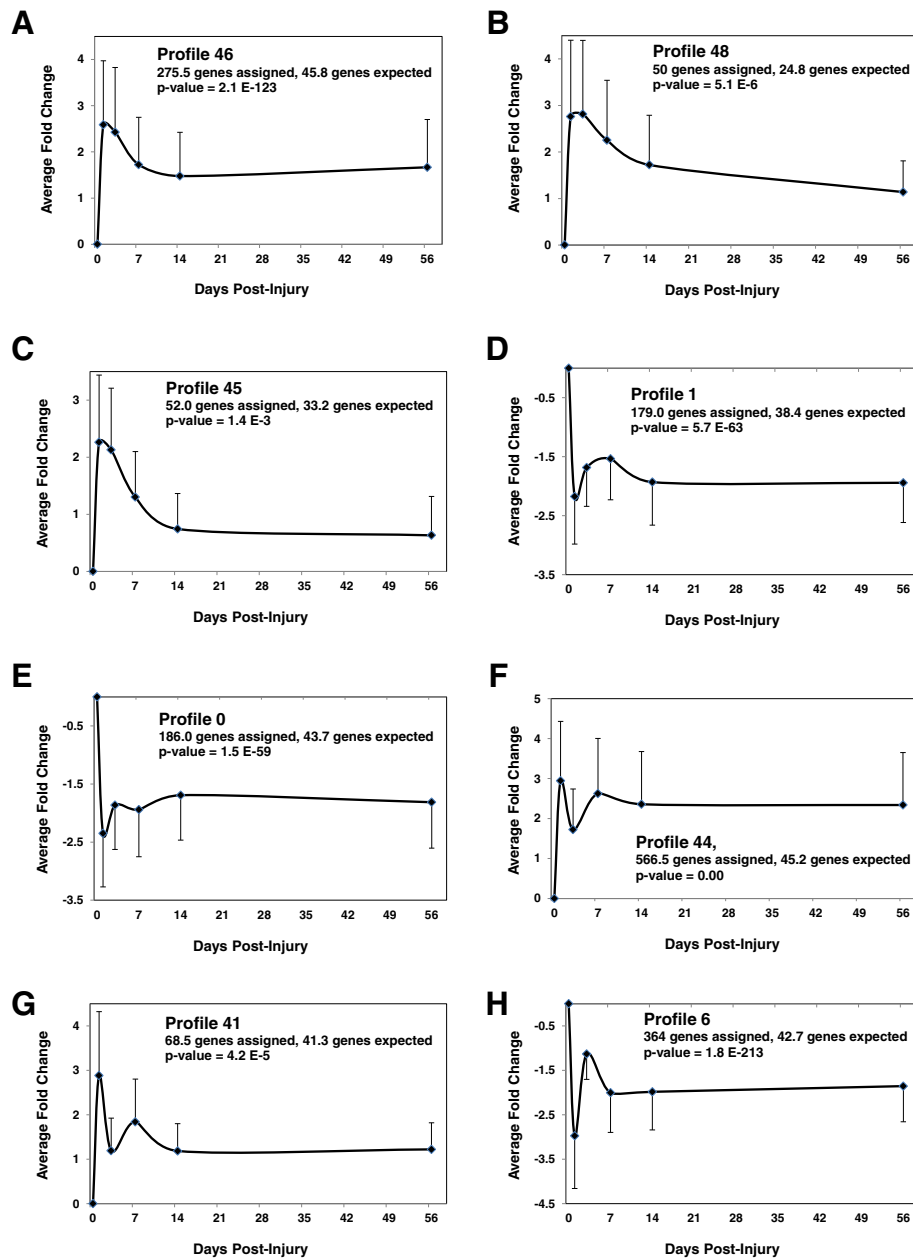 A
Profile 46
275.5 genes assigned, 45.8 genes expected
p-value = 2.1 E-123
Average Fold Change
4
3
2
1
0
0 7 14 21 28 35 42 49 56
Days Post-Injury
B
Profile 48
50 genes assigned, 24.8 genes expected
p-value = 5.1 E-6
Average Fold Change
4
3
2
1
0
0 7 14 21 28 35 42 49 56
Days Post-Injury
C
Profile 45
52.0 genes assigned, 33.2 genes expected
p-value = 1.4 E-3
Average Fold Change
3
2
1
0
0 7 14 21 28 35 42 49 56
Days Post-Injury
D
Profile 1
179.0 genes assigned, 38.4 genes expected
p-value = 5.7 E-63
Average Fold Change
-0.5
-1.5
-2.5
-3.5
0 7 14 21 28 35 42 49 56
Days Post-Injury
E
Profile 0
186.0 genes assigned, 43.7 genes expected
p-value = 1.5 E-59
Average Fold Change
-0.5
-1.5
-2.5
-3.5
0 7 14 21 28 35 42 49 56
Days Post-Injury
F
Profile 44,
566.5 genes assigned, 45.2 genes expected
p-value = 0.00
Average Fold Change
5
4
3
2
1
0
0 7 14 21 28 35 42 49 56
Days Post-Injury
G
Profile 41
68.5 genes assigned, 41.3 genes expected
p-value = 4.2 E-5
Average Fold Change
4
3
2
1
0
0 7 14 21 28 35 42 49 56
Days Post-Injury
H
Profile 6
364 genes assigned, 42.7 genes expected
p-value = 1.8 E-213
Average Fold Change
-0.5
-1.5
-2.5
-3.5
-4.5
0 7 14 21 28 35 42 49 56
Days Post-Injury